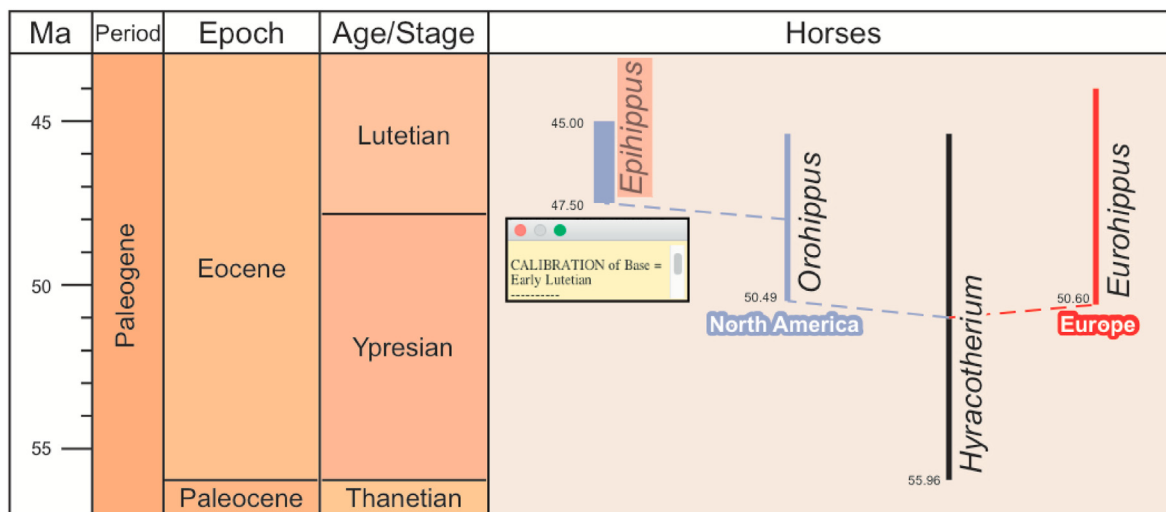 Ma Period Epoch Age/Stage Horses
45
50
55
Paleogene
Eocene
Paleocene
Lutetian
Ypresian
Thanetian
45.00
47.50
Epihippus
CALIBRATION of Base =
Early Lutetian
----------
50.49
Orohippus
North America
Hyracotherium
55.96
50.60
Eurohippus
Europe